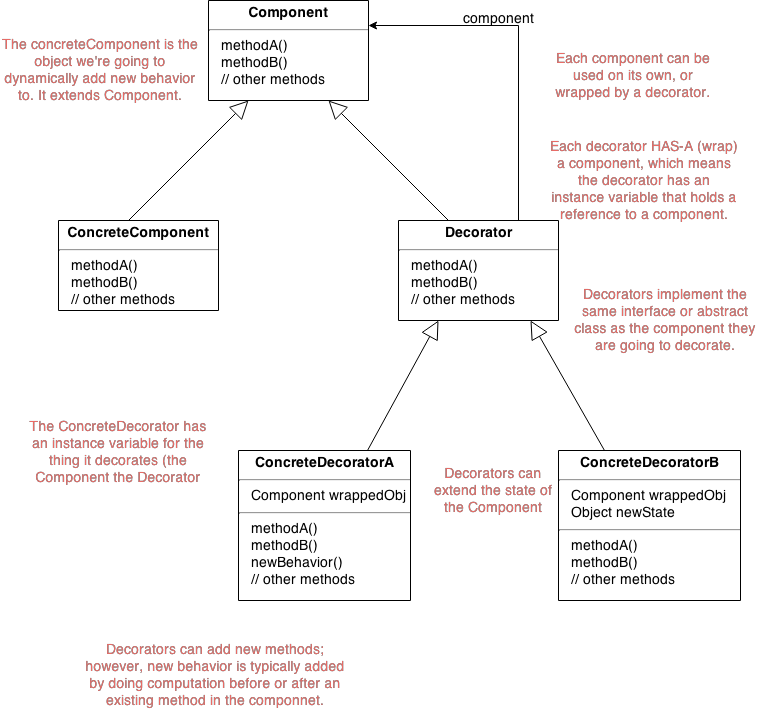 Component
methodA()
methodB()
// other methods
component
The concreteComponent is the
object we're going to
dynamically add new behavior
to. It extends Component.
Each component can be
used on its own, or
wrapped by a decorator.
Each decorator HAS-A (wrap)
a component, which means
the decorator has an
instance variable that holds a
reference to a component.
ConcreteComponent
methodA()
methodB()
// other methods
Decorator
methodA()
methodB()
// other methods
Decorators implement the
same interface or abstract
class as the component they
are going to decorate.
The ConcreteDecorator has
an instance variable for the
thing it decorates (the
Component the Decorator
ConcreteDecoratorA
Component wrappedObj
methodA()
methodB()
newBehavior()
// other methods
Decorators can
extend the state of
the Component
ConcreteDecoratorB
Component wrappedObj
Object newState
methodA()
methodB()
// other methods
Decorators can add new methods;
however, new behavior is typically added
by doing computation before or after an
existing method in the componnet.